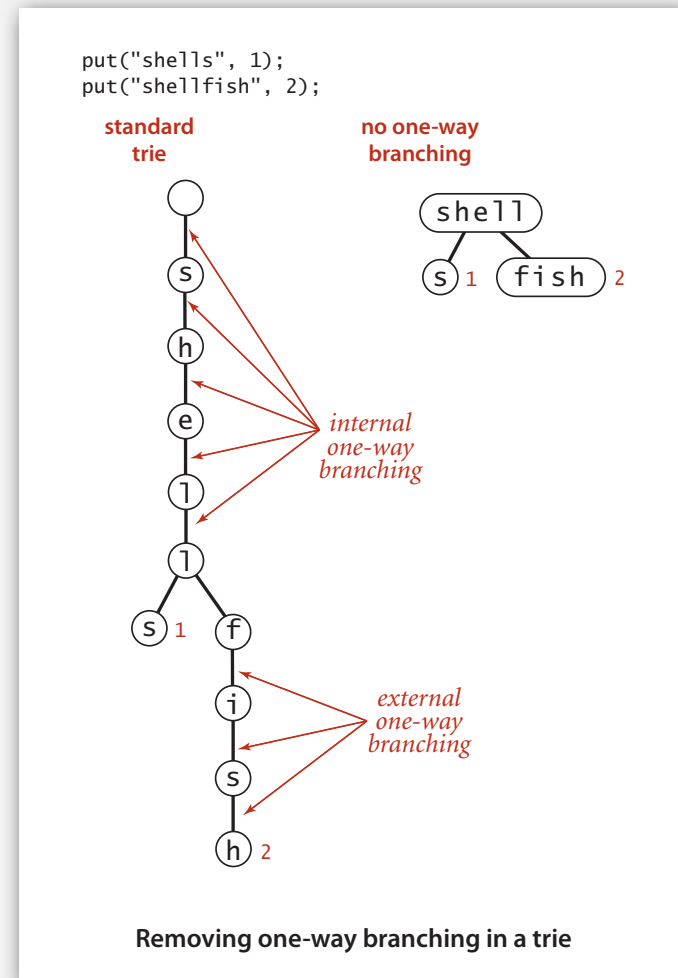 put("shells", 1);
put("shellfish", 2);
standard
trie
no one-way
branching
shell
s 1
fish 2
s
h
e
l
l
internal
one-way
branching
s 1
f
i
s
h 2
external
one-way
branching
Removing one-way branching in a trie